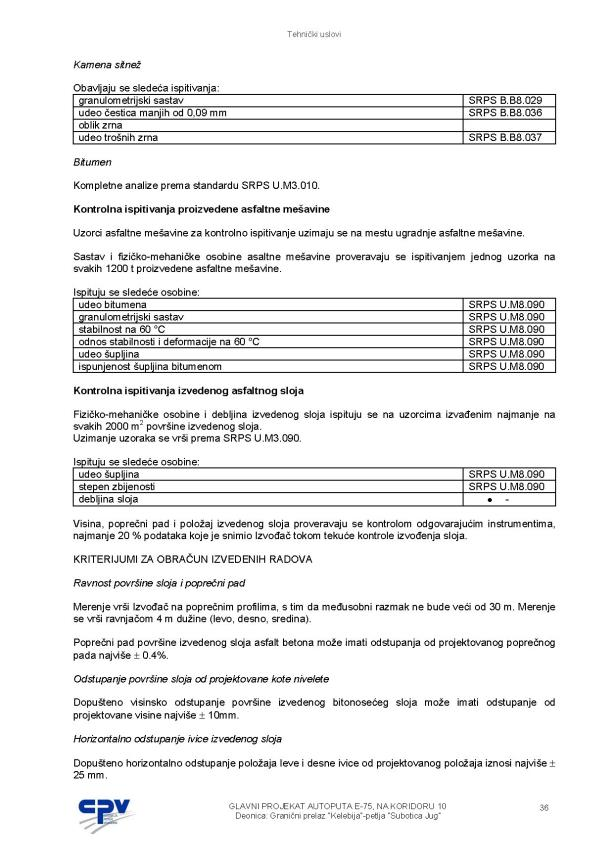 Tehnički uslovi
Kamena sitnež
Obavljaju se sledeća ispitivanja:
granulometrijski sastav SRPS B.B8.029
udeo čestica manjih od 0,09 mm SRPS B.B8.036
oblik zrna
udeo trošnih zrna SRPS B.B8.037
Bitumen
Kompletne analize prema standardu SRPS U.M3.010.
Kontrolna ispitivanja proizvedene asfaltne mešavine
Uzorci asfaltne mešavine za kontrolno ispitivanje uzimaju se na mestu ugradnje asfaltne mešavine.
Sastav i fizičko-mehaničke osobine asaltne mešavine proveravaju se ispitivanjem jednog uzorka na
svakih 1200 t proizvedene asfaltne mešavine.
Ispituju se sledeće osobine:
udeo bitumena SRPS U.M8.090
granulometrijski sastav SRPS U.M8.090
stabilnost na 60 °C SRPS U.M8.090
odnos stabilnosti i deformacije na 60 °C SRPS U.M8.090
udeo šupljina SRPS U.M8.090
ispunjenost šupljina bitumenom SRPS U.M8.090
Kontrolna ispitivanja izvedenog asfaltnog sloja
Fizičko-mehaničke osobine i debljina izvedenog sloja ispituju se na uzorcima izvađenim najmanje na
svakih 2000 m² površine izvedenog sloja.
Uzimanje uzoraka se vrši prema SRPS U.M3.090.
Ispituju se sledeće osobine:
udeo šupljina SRPS U.M8.090
stepen zbijenosti SRPS U.M8.090
debljina sloja • -
Visina, poprečni pad i položaj izvedenog sloja proveravaju se kontrolom odgovarajućim instrumentima,
najmanje 20 % podataka koje je snimio Izvođač tokom tekuće kontrole izvođenja sloja.
KRITERIJUMI ZA OBRAČUN IZVEDENIH RADOVA
Ravnost površine sloja i poprečni pad
Merenje vrši Izvođač na poprečnim profilima, s tim da međusobni razmak ne bude veći od 30 m. Merenje
se vrši ravnjačom 4 m dužine (levo, desno, sredina).
Poprečni pad površine izvedenog sloja asfalt betona može imati odstupanja od projektovanog poprečnog
pada najviše ± 0.4%.
Odstupanje površine sloja od projektovane kote nivelete
Dopušteno visinsko odstupanje površine izvedenog bitonosećeg sloja može imati odstupanje od
projektovane visine najviše ± 10mm.
Horizontalno odstupanje ivice izvedenog sloja
Dopušteno horizontalno odstupanje položaja leve i desne ivice od projektovanog položaja iznosi najviše ±
25 mm.
CPV
GLAVNI PROJEKAT AUTOPUTA E-75, NA KORIDORU 10 36
Deonica: Granični prelaz "Kelebija"-petlja "Subotica Jug"